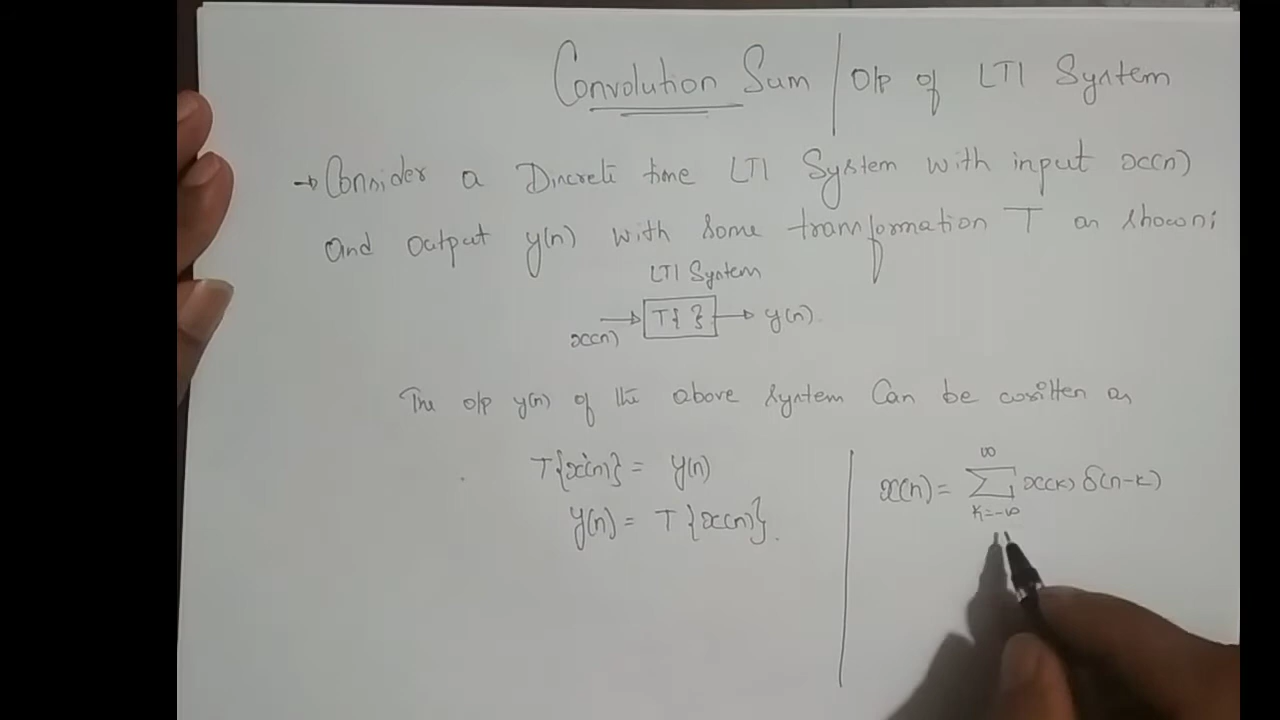 Convolution Sum | O/p of LTI System
→ Consider a Discrete time LTI System with input x(n)
and output y(n) with some transformation T as shown;
LTI System
x(n) → T{ } → y(n).
The o/p y(n) of the above system Can be written as
T{x(n)} = y(n)
y(n) = T{x(n)}.
x(n) = ∞ Σ k=-∞ x(k) δ(n-k)